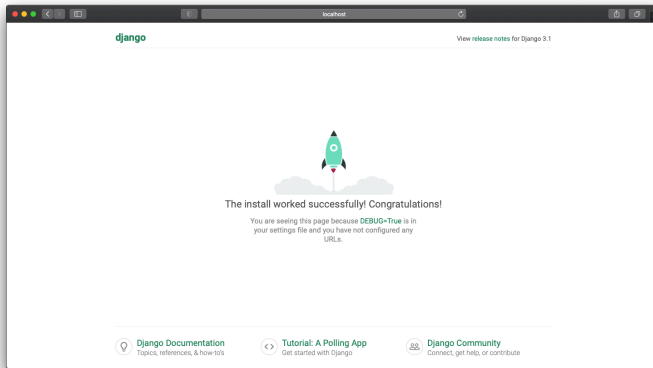 localhost
django
View release notes for Django 3.1
The install worked successfully! Congratulations!
You are seeing this page because DEBUG=True is in
your settings file and you have not configured any
URLs.
Django Documentation
Topics, references, & how-to's
Tutorial: A Polling App
Get started with Django
Django Community
Connect, get help, or contribute